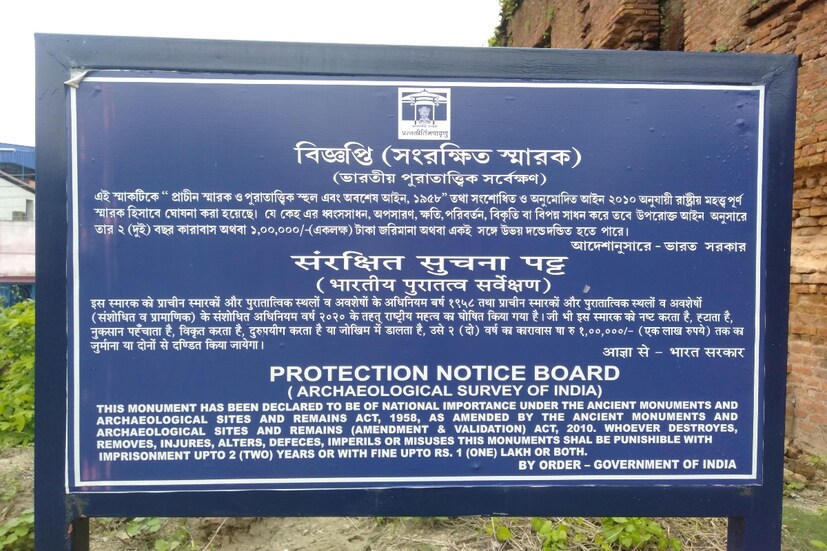 प्रत्नकीर्तिमपावृणु
বিজ্ঞপ্তি (সংরক্ষিত স্মারক)
(ভারতীয় পুরাতাত্ত্বিক সর্বেক্ষণ)
এই স্মাকটিকে “ প্রাচীন স্মারক ও পুরাতাত্ত্বিক স্থল এবং অবশেষ আইন, ১৯৫৮” তথা সংশোধিত ও অনুমোদিত আইন ২০১০ অনুযায়ী রাষ্ট্রীয় মহত্ত্ব পূর্ণ
স্মারক হিসাবে ঘোষনা করা হয়েছে। যে কেহ এর ধ্বংসসাধন, অপসারণ, ক্ষতি,পরিবর্তন, বিকৃতি বা বিপন্ন সাধন করে তবে উপরোক্ত আইন অনুসারে
তার ২ (দুই) বছর কারাবাস অথবা ১,০০,০০০/-(একলক্ষ) টাকা জরিমানা অথবা একই সঙ্গে উভয় দন্ডেদন্ডিত হতে পারে।
আদেশানুসারে - ভারত সরকার
संरक्षित सुचना पट्ट
(भारतीय पुरातत्व सर्वेक्षण)
इस स्मारक को प्राचीन स्मारकों और पुरातात्विक स्थलों व अवशेषों के अधिनियम बर्ष १९५८ तथा प्राचीन स्मारकों और पुरातात्विक स्थलों व अवशेषों
(संशोधित व प्रामाणिक) के संशोधित अधिनियम वर्ष २०२० के तहत् राष्ट्रीय महत्व का घोषित किया गया है। जी भी इस स्मारक को नष्ट करता है, हटाता है,
नुकसान पहँचाता है, विकृत करता है, दुरुपयोग करता है या जोखिम में डालता है, उसे २ (दो) वर्ष का कारावास षा रु १,००,०००/- (एक लाख रुपये) तक का
जुर्माना या दोनों से दण्डित किया जायेगा।
आज्ञा से - भारत सरकार
PROTECTION NOTICE BOARD
( ARCHAEOLOGICAL SURVEY OF INDIA)
THIS MONUMENT HAS BEEN DECLARED TO BE OF NATIONAL IMPORTANCE UNDER THE ANCIENT MONUMENTS AND
ARCHAEOLOGICAL SITES AND REMAINS ACT, 1958, AS AMENDED BY THE ANCIENT MONUMENTS AND
ARCHAEOLOGICAL SITES AND REMAINS (AMENDMENT & VALIDATION) ACT, 2010. WHOEVER DESTROYES,
REMOVES, INJURES, ALTERS, DEFECES, IMPERILS OR MISUSES THIS MONUMENTS SHAL BE PUNISHIBLE WITH
IMPRISONMENT UPTO 2 (TWO) YEARS OR WITH FINE UPTO RS. 1 (ONE) LAKH OR BOTH.
BY ORDER - GOVERNMENT OF INDIA